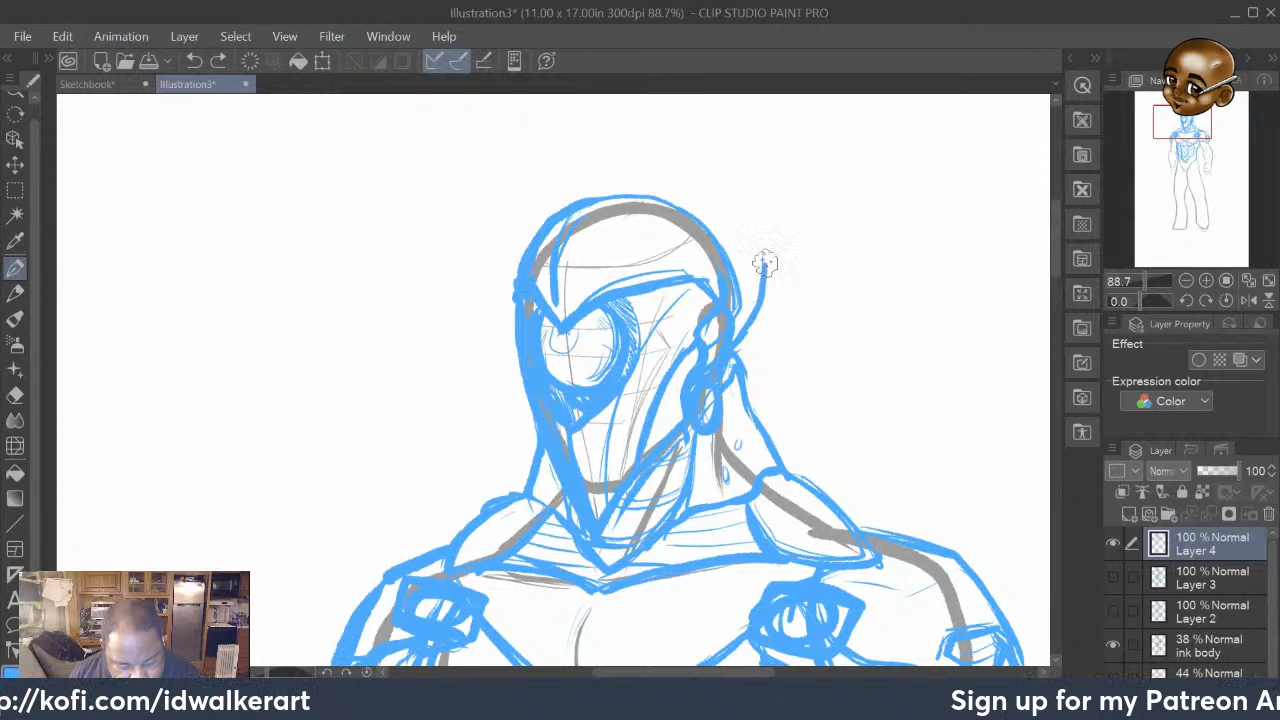 Illustration3* (11.00 x 17.00in 300dpi 88.7%) - CLIP STUDIO PAINT PRO
File Edit Animation Layer Select View Filter Window Help
Sketchbook* Illustration3*
88.7
0.0
Layer Property
Effect
Expression color
Color
Layer
Norma 100
100 % Normal
Layer 4
100 % Normal
Layer 3
100 % Normal
Layer 2
38 % Normal
ink body
44 % Normal
p://kofi.com/idwalkerart
Sign up for my Patreon